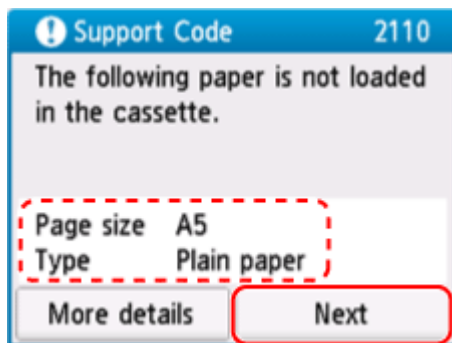 Support Code 2110
The following paper is not loaded
in the cassette.
Page size A5
Type Plain paper
More details Next